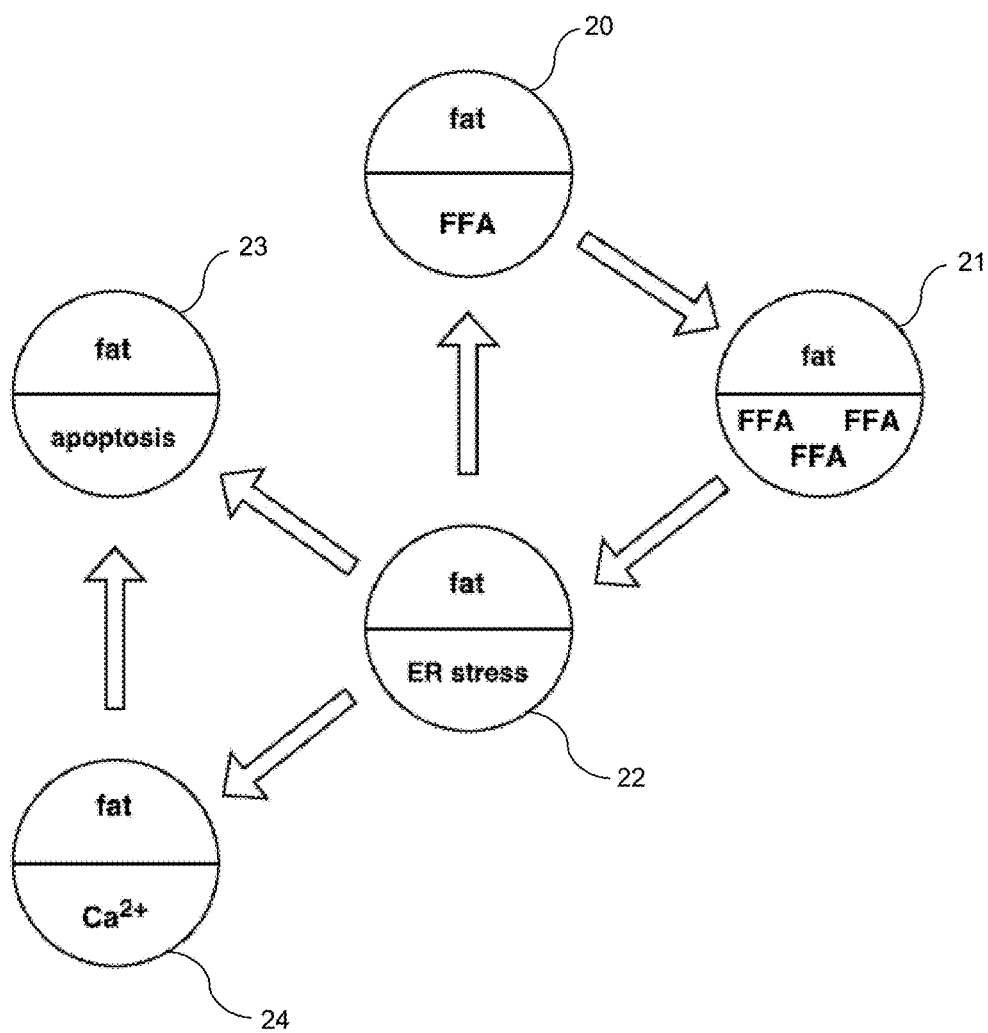 20
fat
FFA
23
fat
apoptosis
21
fat
FFA FFA
FFA
fat
ER stress
22
fat
Ca²⁺
24